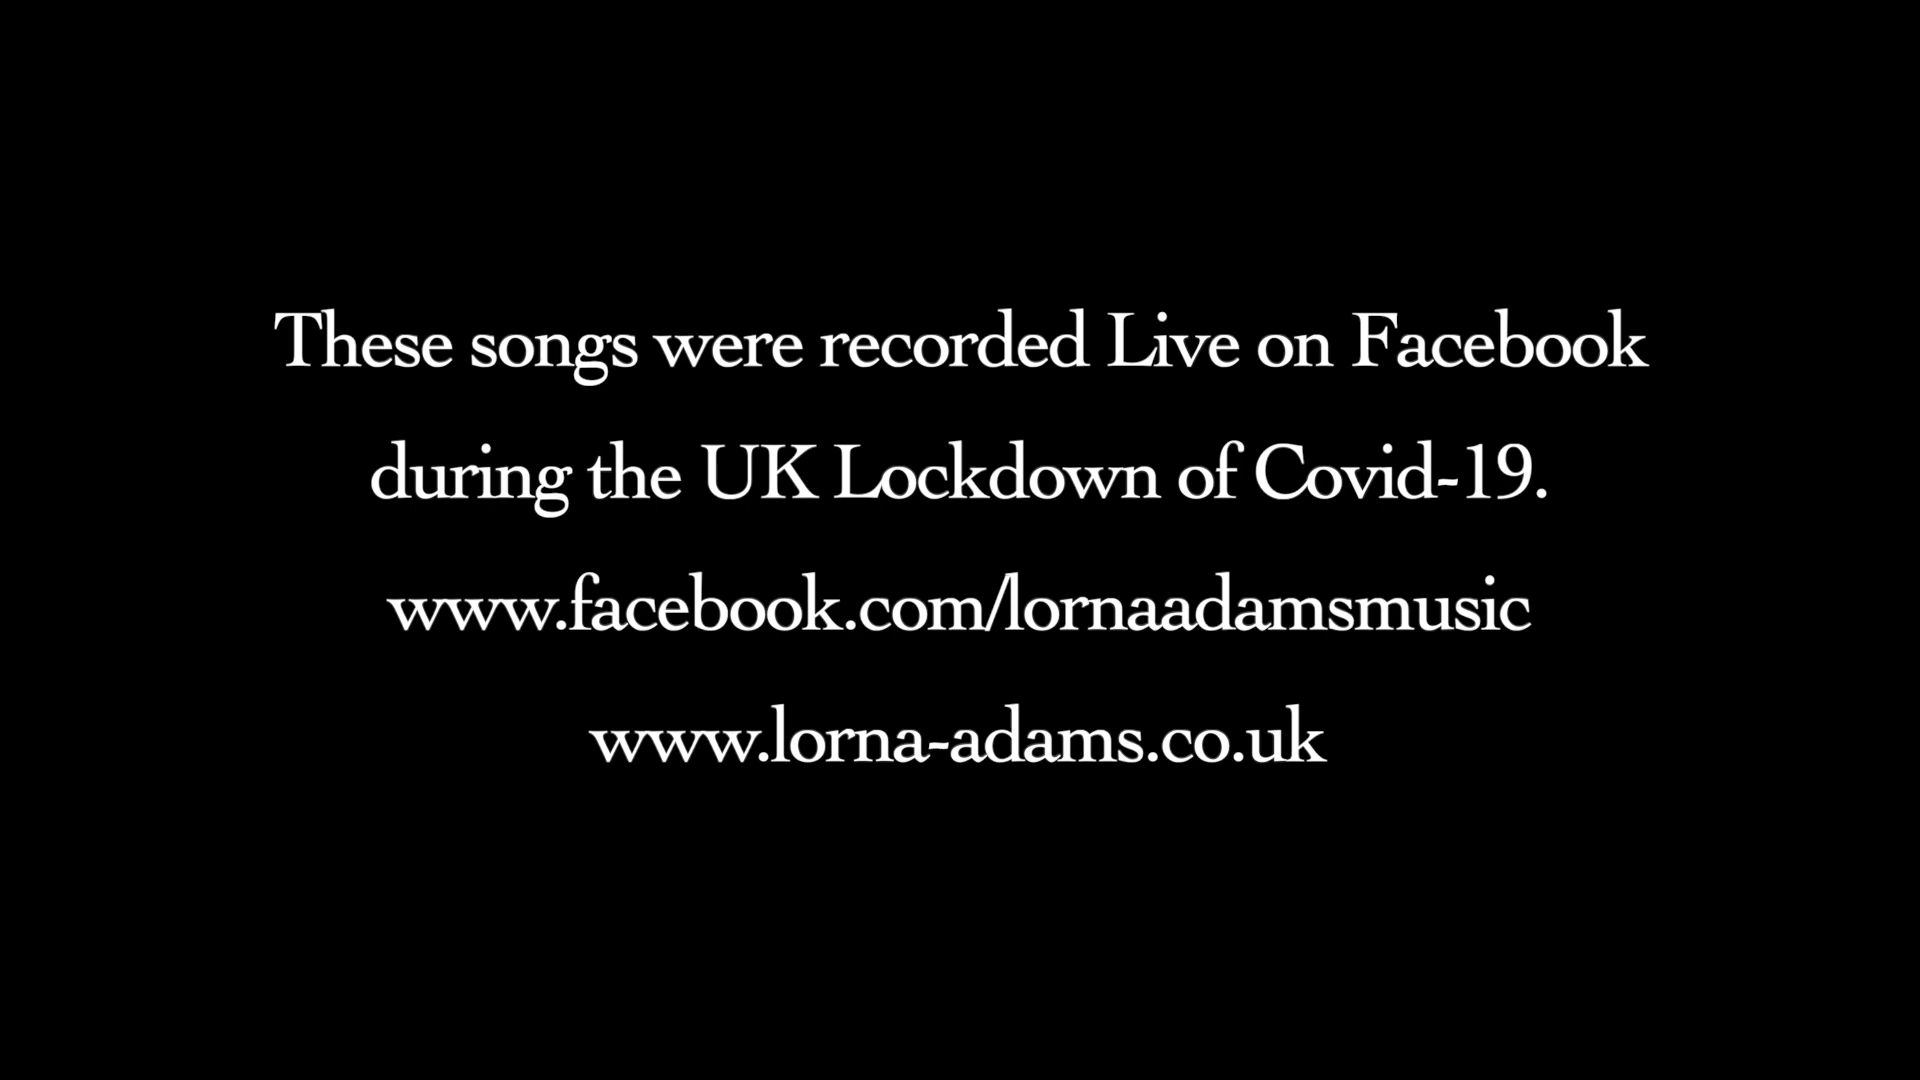 These songs were recorded Live on Facebook
during the UK Lockdown of Covid-19.
www.facebook.com/lornaadamsmusic
www.lorna-adams.co.uk